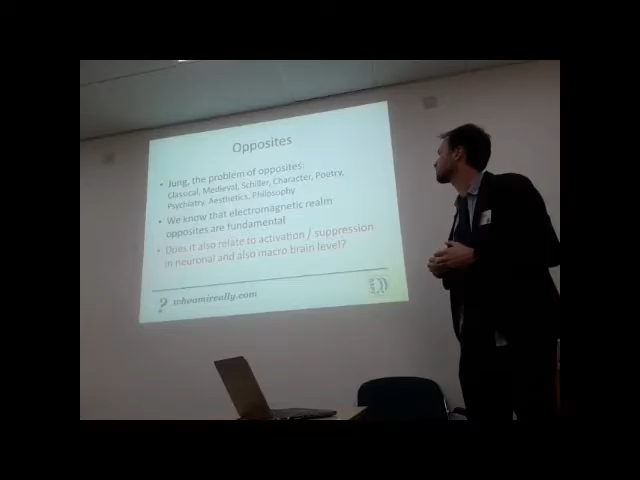 Opposites
• Jung, the problem of opposites:
Classical, Medieval, Schiller, Character, Poetry,
Psychiatry, Aesthetics, Philosophy
• We know that electromagnetic realm
opposites are fundamental
• Does it also relate to activation / suppression
in neuronal and also macro brain level?
? whoamireally.com